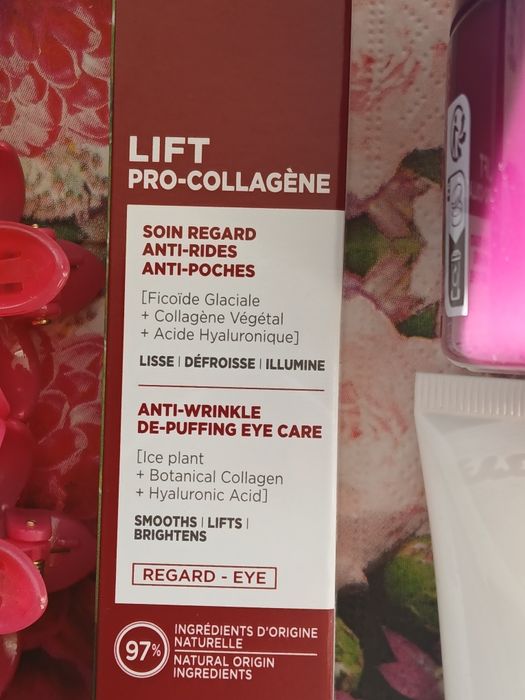 LIFT
PRO-COLLAGÈNE
SOIN REGARD
ANTI-RIDES
ANTI-POCHES
[Ficoïde Glaciale
+ Collagène Végétal
+ Acide Hyaluronique]
LISSE | DÉFROISSE | ILLUMINE
ANTI-WRINKLE
DE-PUFFING EYE CARE
[Ice plant
+ Botanical Collagen
+ Hyaluronic Acid]
SMOOTHS | LIFTS |
BRIGHTENS
REGARD - EYE
97%
INGRÉDIENTS D'ORIGINE
NATURELLE
NATURAL ORIGIN
INGREDIENTS